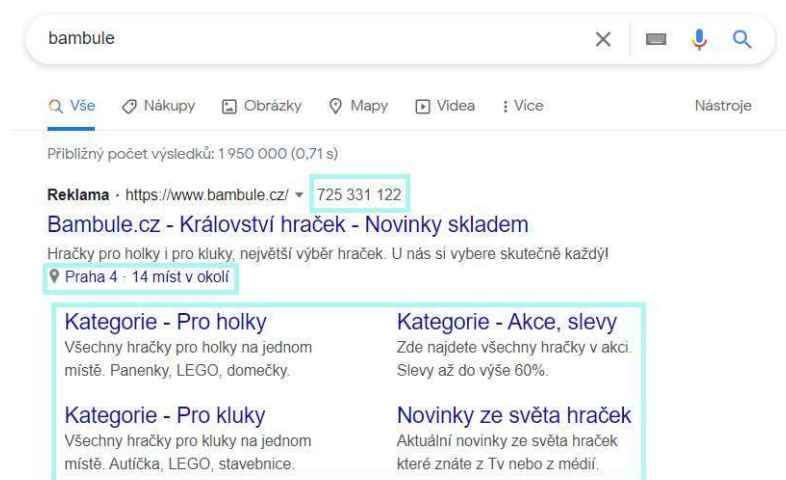 bambule
Vše Nákupy Obrázky Mapy Videa Více Nástroje
Přibližný počet výsledků: 1 950 000 (0,71 s)
Reklama · https://www.bambule.cz/ 725 331 122
Bambule.cz - Království hraček - Novinky skladem
Hračky pro holky i pro kluky, největší výběr hraček. U nás si vybere skutečně každý!
Praha 4 · 14 míst v okolí
Kategorie - Pro holky
Všechny hračky pro holky na jednom
místě. Panenky, LEGO, domečky.
Kategorie - Akce, slevy
Zde najdete všechny hračky v akci.
Slevy až do výše 60%.
Kategorie - Pro kluky
Všechny hračky pro kluky na jednom
místě. Autíčka, LEGO, stavebnice.
Novinky ze světa hraček
Aktuální novinky ze světa hraček
které znáte z Tv nebo z médií.